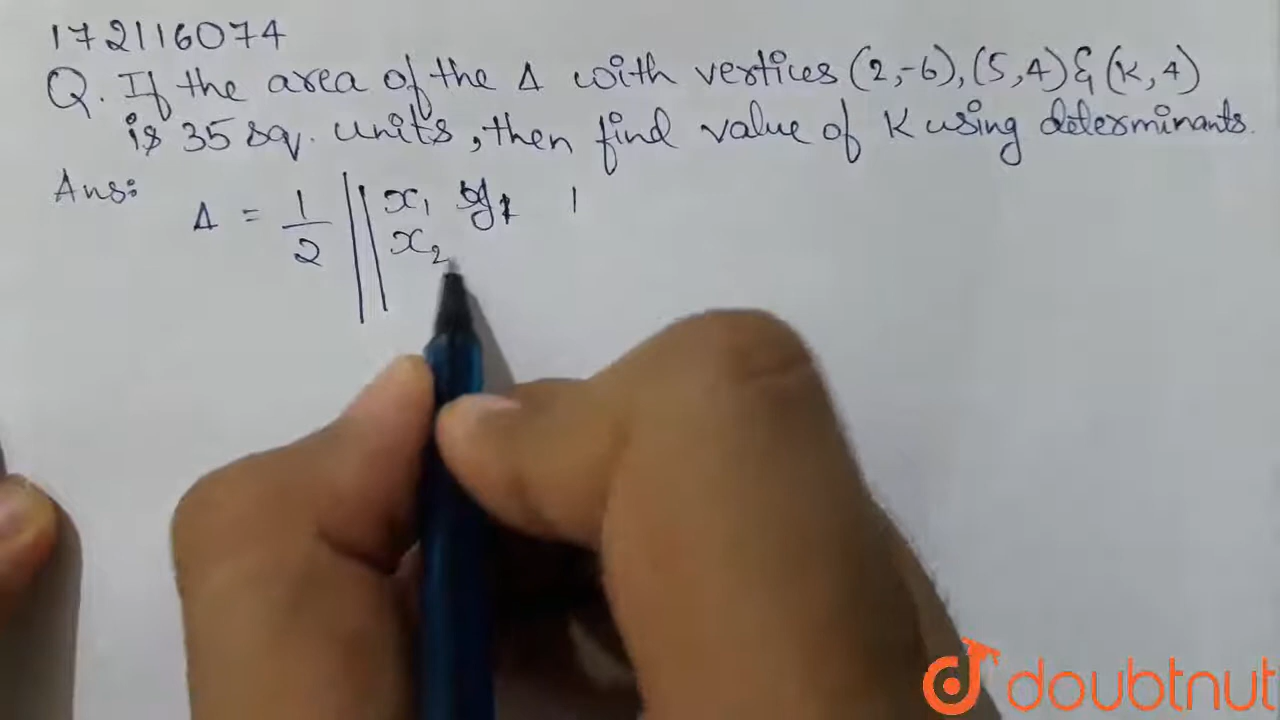 172116074
Q. If the area of the Δ with vertices (2,-6), (5,4) & (K,4)
is 35 sq. units, then find value of K using determinants.
Ans:
Δ = 1/2 || x₁ y₁ 1
x₂
doubtnut